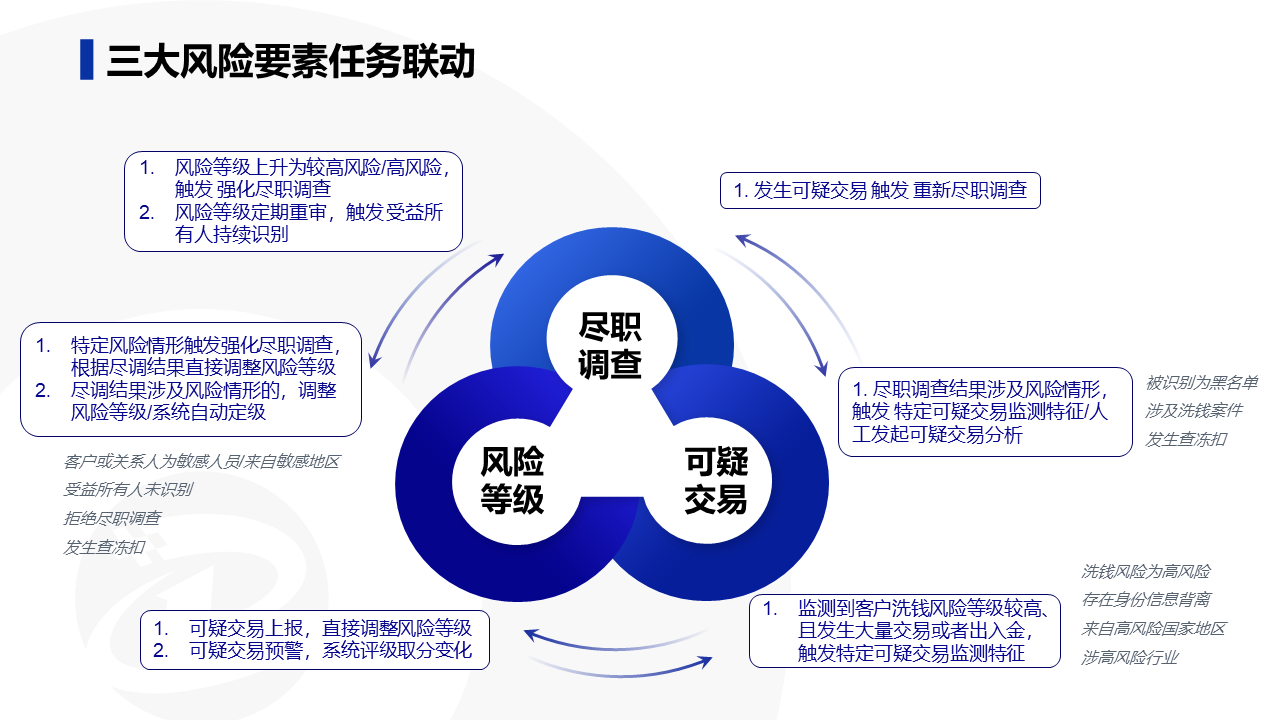 三大风险要素任务联动
1. 风险等级上升为较高风险/高风险，
触发 强化尽职调查
2. 风险等级定期重审，触发 受益所
有人持续识别
1. 发生可疑交易 触发 重新尽职调查
尽职
调查
1. 特定风险情形触发强化尽职调查，
根据尽调结果直接调整风险等级
2. 尽调结果涉及风险情形的，调整
风险等级/系统自动定级
客户或关系人为敏感人员/来自敏感地区
受益所有人未识别
拒绝尽职调查
发生查冻扣
1. 尽职调查结果涉及风险情形，
触发 特定可疑交易监测特征/人
工发起可疑交易分析
被识别为黑名单
涉及洗钱案件
发生查冻扣
风险
等级
可疑
交易
1. 可疑交易上报，直接调整风险等级
2. 可疑交易预警，系统评级取分变化
1. 监测到客户洗钱风险等级较高、
且发生大量交易或者出入金，
触发特定可疑交易监测特征
洗钱风险为高风险
存在身份信息背离
来自高风险国家地区
涉高风险行业